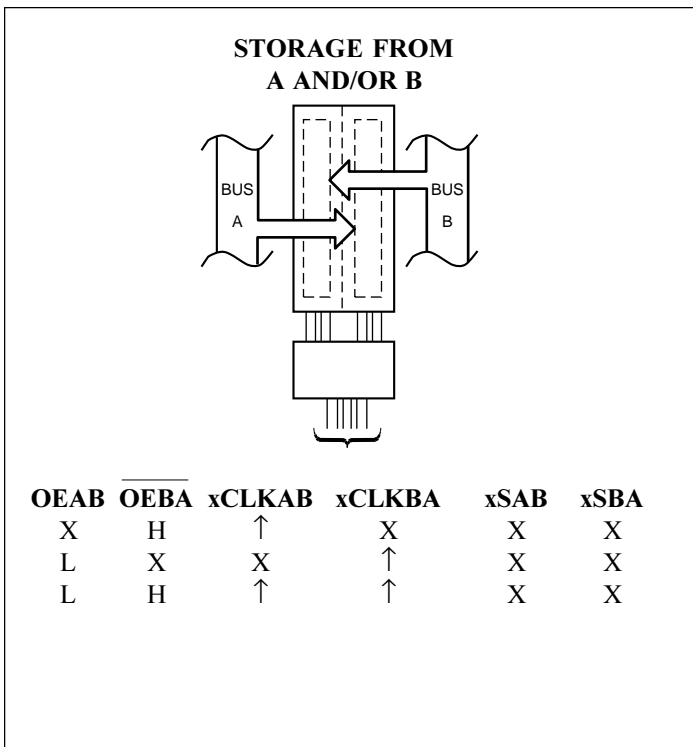 STORAGE FROM
A AND/OR B
BUS
A
BUS
B
OEAB OEBA xCLKAB xCLKBA xSAB xSBA
X H ↑ X X X
L X X ↑ X X
L H ↑ ↑ X X